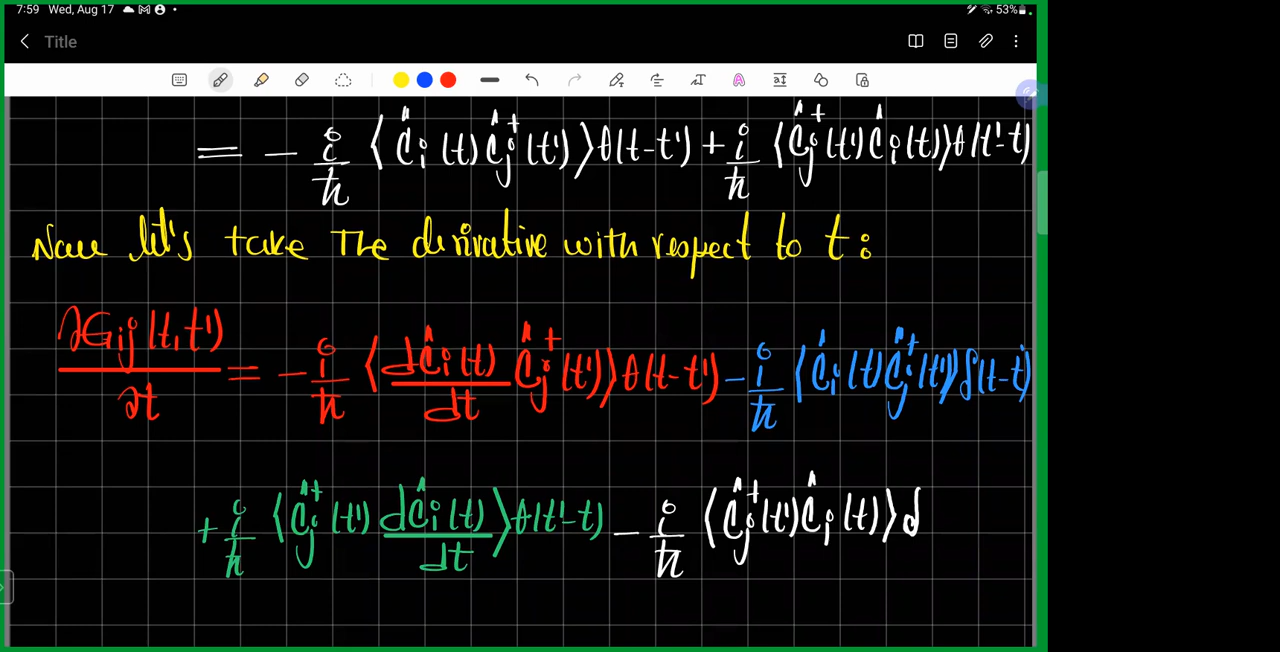 7:59 Wed, Aug 17 53%
Title
= - i/ħ ⟨ĉᵢ(t) ĉⱼ⁺(t')⟩θ(t-t') + i/ħ ⟨ĉⱼ⁺(t') ĉᵢ(t)⟩θ(t'-t)
Now let's take The derivative with respect to t:
∂Gij(t,t')/∂t = - i/ħ ⟨dĉᵢ(t)/dt ĉⱼ⁺(t')⟩θ(t-t') - i/ħ ⟨ĉᵢ(t) ĉⱼ⁺(t')⟩δ(t-t')
+ i/ħ ⟨ĉⱼ⁺(t') dĉᵢ(t)/dt⟩θ(t'-t) - i/ħ ⟨ĉⱼ⁺(t') ĉᵢ(t)⟩d